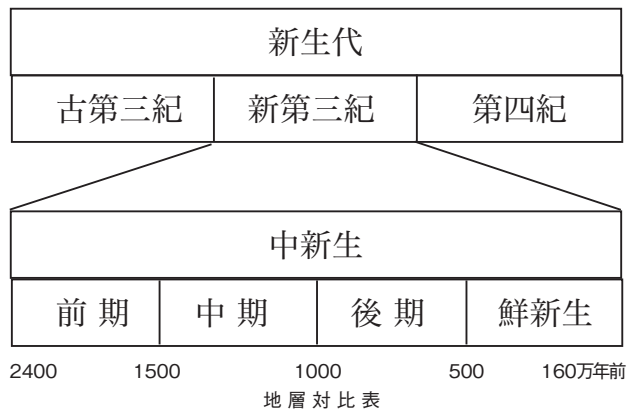 新生代
古第三紀 新第三紀 第四紀
中新生
前期 中期 後期 鮮新生
2400 1500 1000 500 160万年前
地層対比表